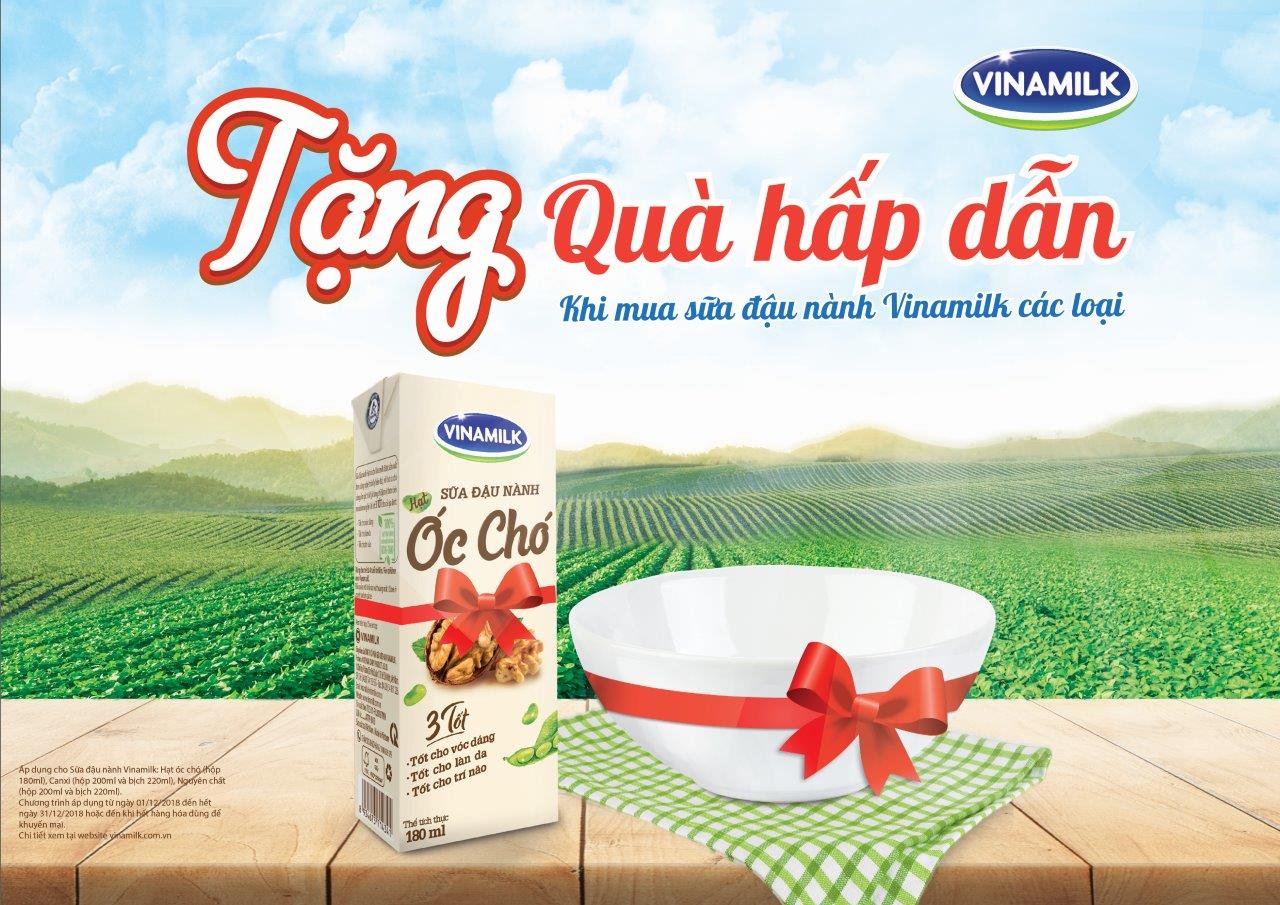 VINAMILK
Tặng Quà hấp dẫn
Khi mua sữa đậu nành Vinamilk các loại
VINAMILK
SỮA ĐẬU NÀNH
Hạt
Óc Chó
3 Tốt
• Tốt cho vóc dáng
• Tốt cho làn da
• Tốt cho trí não
Thể tích thực:
180 ml
VINAMILK
Áp dụng cho Sữa đậu nành Vinamilk: Hạt óc chó (hộp
180ml), Canxi (hộp 200ml và bịch 220ml), Nguyên chất
(hộp 200ml và bịch 220ml).
Chương trình áp dụng từ ngày 01/12/2018 đến hết
ngày 31/12/2018 hoặc đến khi hết hàng hóa dùng để
khuyến mại.
Chi tiết xem tại website vinamilk.com.vn